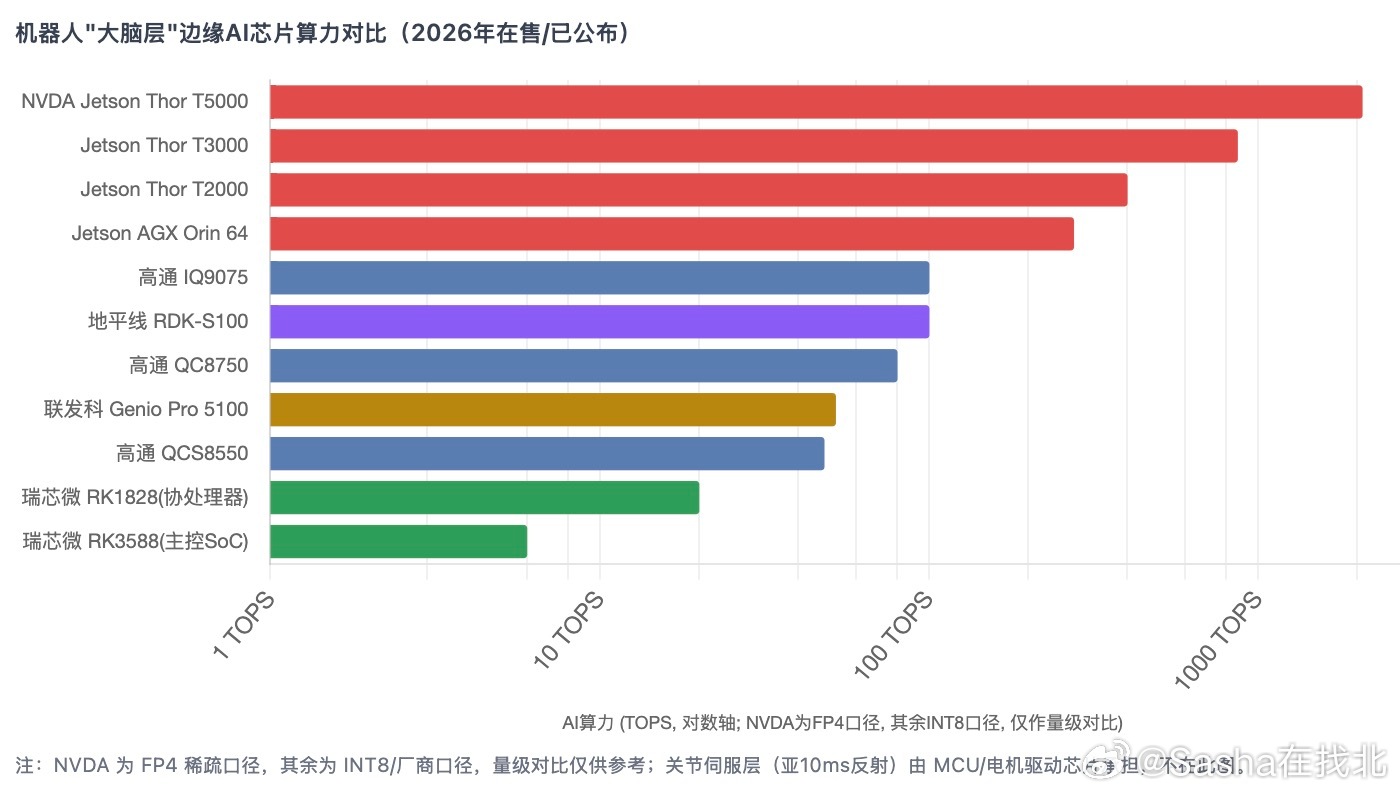 机器人"大脑层"边缘AI芯片算力对比（2026年在售/已公布）
NVDA Jetson Thor T5000
Jetson Thor T3000
Jetson Thor T2000
Jetson AGX Orin 64
高通 IQ9075
地平线 RDK-S100
高通 QC8750
联发科 Genio Pro 5100
高通 QCS8550
瑞芯微 RK1828(协处理器)
瑞芯微 RK3588(主控SoC)
1 TOPS
10 TOPS
100 TOPS
1000 TOPS
AI算力 (TOPS, 对数轴; NVDA为FP4口径, 其余INT8口径, 仅作量级对比)
注：NVDA 为 FP4 稀疏口径，其余为 INT8/厂商口径，量级对比仅供参考；关节伺服层（亚10ms反射）由 MCU/电机驱动芯片承担，不在此图。
@Sasha在找北